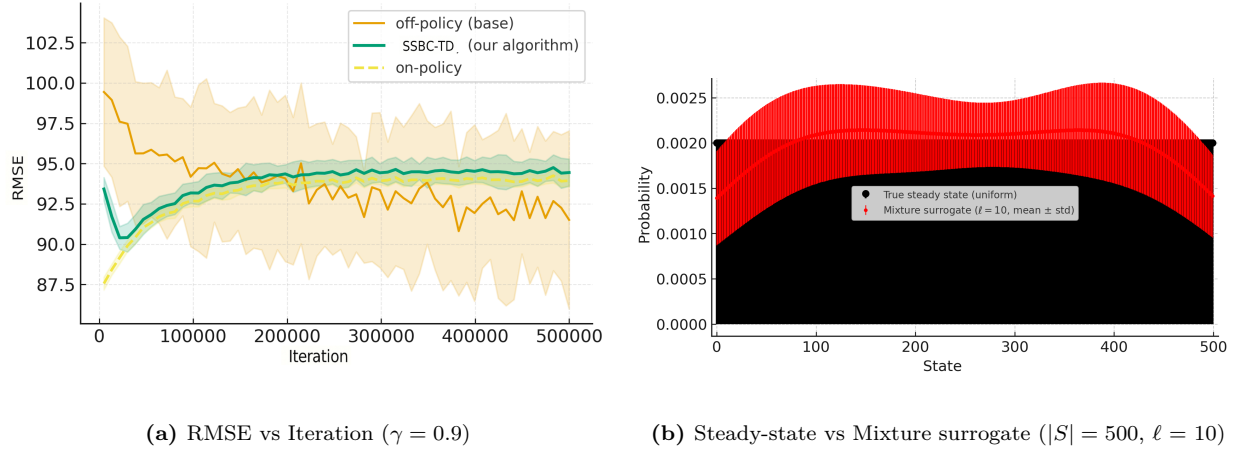 off-policy (base)
SSBC-TD. (our algorithm)
on-policy
102.5
100.0
97.5
95.0
92.5
90.0
87.5
RMSE
0 100000 200000 300000 400000 500000
Iteration
(a) RMSE vs Iteration (γ = 0.9)
0.0025
0.0020
0.0015
0.0010
0.0005
0.0000
Probability
True steady state (uniform)
Mixture surrogate (ℓ = 10, mean ± std)
0 100 200 300 400 500
State
(b) Steady-state vs Mixture surrogate (|S| = 500, ℓ = 10)